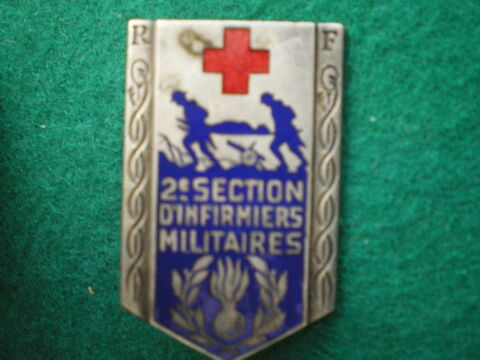 R F
2e SECTION
D'INFIRMIERS
MILITAIRES